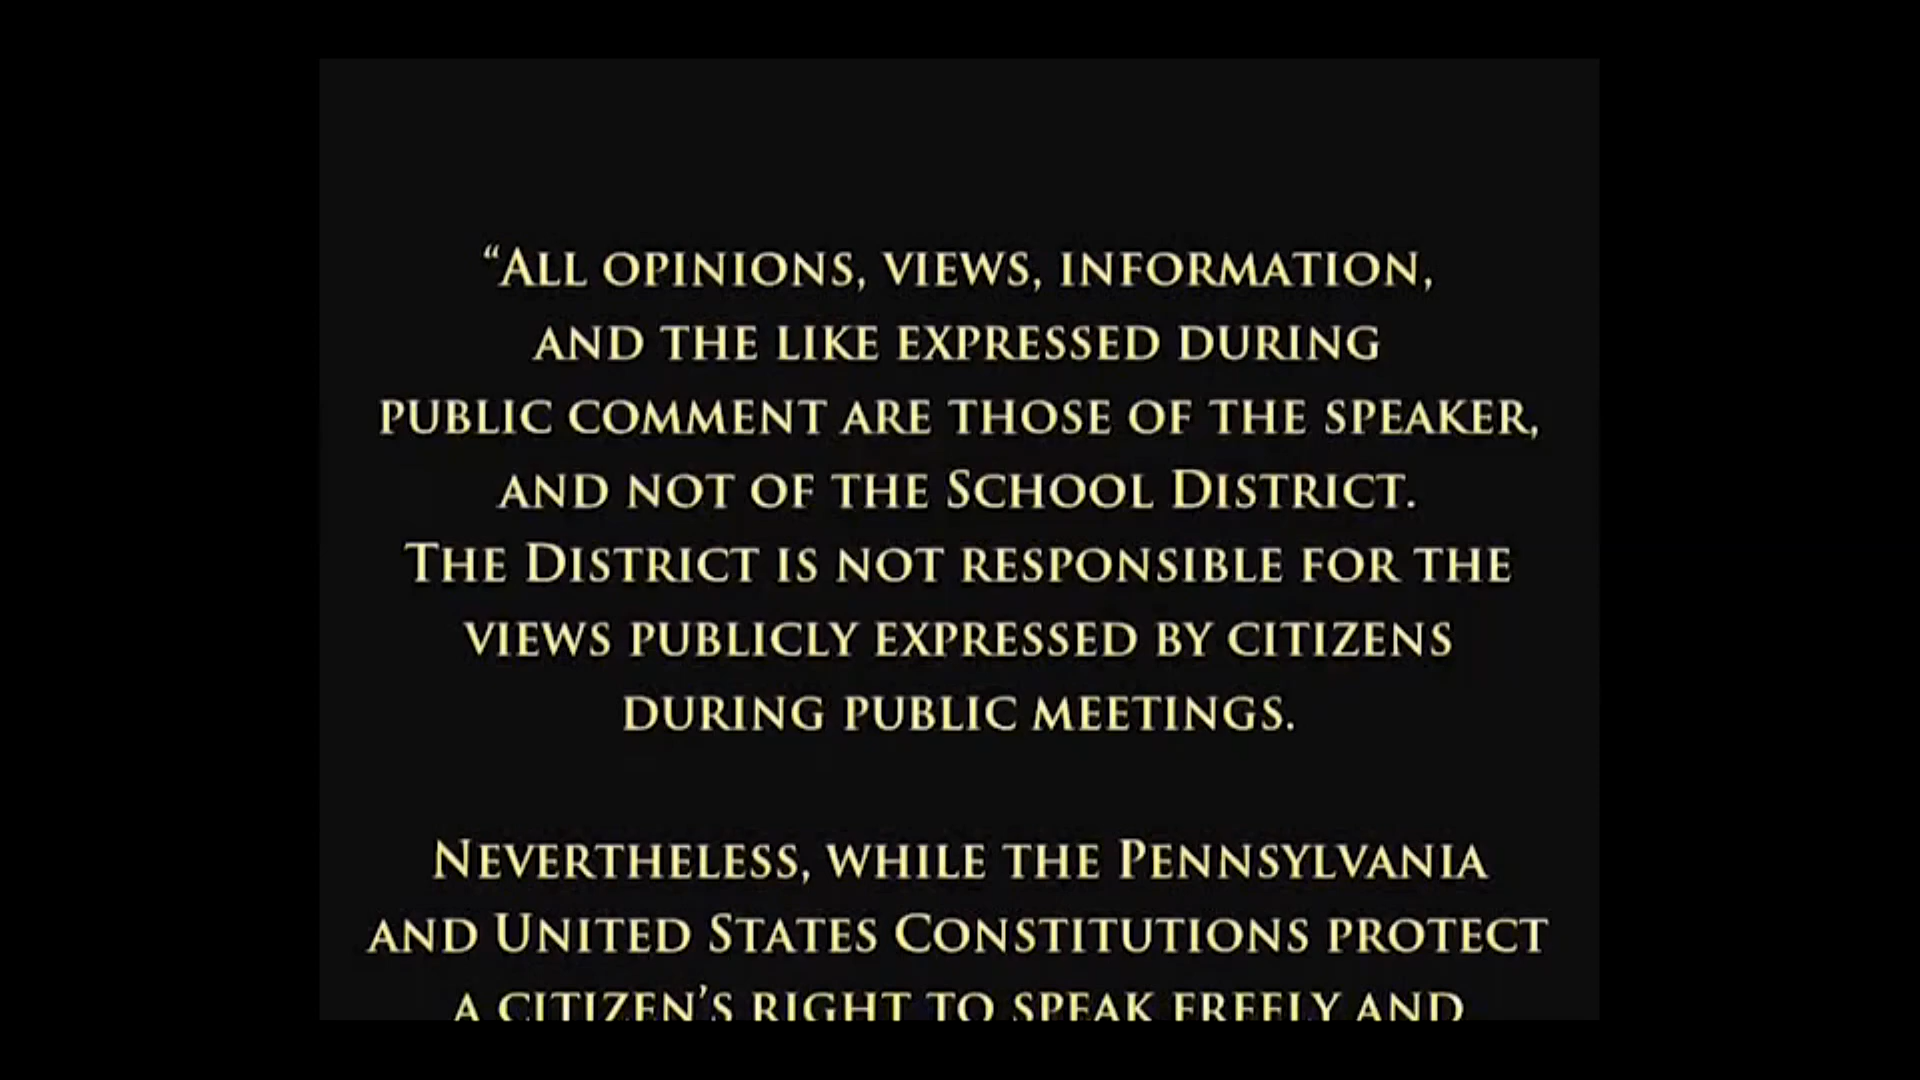 “All opinions, views, information,
and the like expressed during
public comment are those of the speaker,
and not of the School District.
The District is not responsible for the
views publicly expressed by citizens
during public meetings.
Nevertheless, while the Pennsylvania
and United States Constitutions protect
a citizen’s right to speak freely and